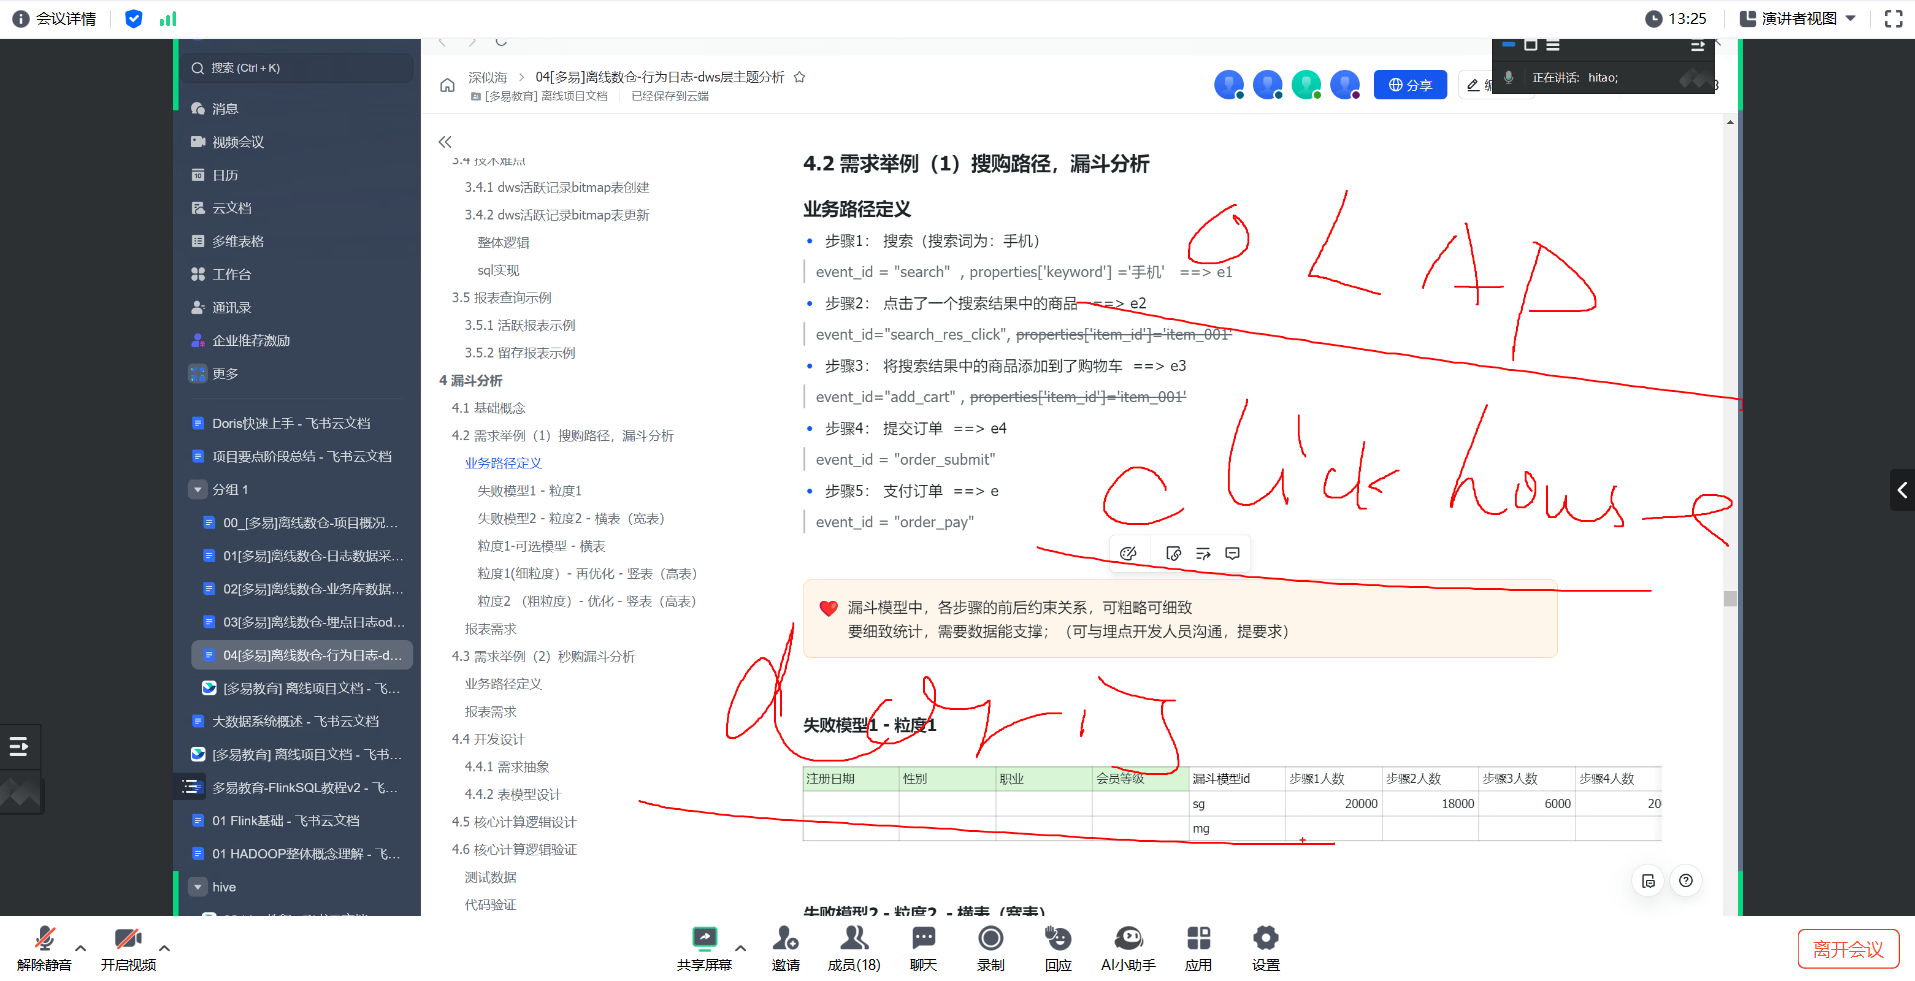 会议详情
13:25
演讲者视图
搜索 (Ctrl + K)
消息
视频会议
日历
云文档
多维表格
工作台
通讯录
企业推荐激励
更多
Doris快速上手 - 飞书云文档
项目要点阶段总结 - 飞书云文档
分组 1
00_[多易]离线数仓-项目概况...
01[多易]离线数仓-日志数据采...
02[多易]离线数仓-业务库数据...
03[多易]离线数仓-埋点日志od...
04[多易]离线数仓-行为日志-d...
[多易教育] 离线项目文档 - 飞...
大数据系统概述 - 飞书云文档
[多易教育] 离线项目文档 - 飞书...
多易教育-FlinkSQL教程v2 - 飞...
01 Flink基础 - 飞书云文档
01 HADOOP整体概念理解 - 飞...
hive
深似海 > 04[多易]离线数仓-行为日志-dws层主题分析
[多易教育] 离线项目文档 已经保存到云端
分享
正在讲话: hitao;
3.4 技术难点
3.4.1 dws活跃记录bitmap表创建
3.4.2 dws活跃记录bitmap表更新
整体逻辑
sql实现
3.5 报表查询示例
3.5.1 活跃报表示例
3.5.2 留存报表示例
4 漏斗分析
4.1 基础概念
4.2 需求举例（1）搜购路径，漏斗分析
业务路径定义
失败模型1 - 粒度1
失败模型2 - 粒度2 - 横表（宽表）
粒度1-可选模型 - 横表
粒度1(细粒度）- 再优化 - 竖表（高表）
粒度2 （粗粒度）- 优化 - 竖表（高表）
报表需求
4.3 需求举例（2）秒购漏斗分析
业务路径定义
报表需求
4.4 开发设计
4.4.1 需求抽象
4.4.2 表模型设计
4.5 核心计算逻辑设计
4.6 核心计算逻辑验证
测试数据
代码验证
4.2 需求举例（1）搜购路径，漏斗分析
业务路径定义
步骤1： 搜索（搜索词为：手机）
event_id = "search" , properties['keyword'] ='手机' ==> e1
步骤2： 点击了一个搜索结果中的商品 ==> e2
event_id="search_res_click", properties['item_id']='item_001'
步骤3： 将搜索结果中的商品添加到了购物车 ==> e3
event_id="add_cart" , properties['item_id']='item_001'
步骤4： 提交订单 ==> e4
event_id = "order_submit"
步骤5： 支付订单 ==> e
event_id = "order_pay"
OLAP
click house
漏斗模型中，各步骤的前后约束关系，可粗略可细致
要细致统计，需要数据能支撑；（可与埋点开发人员沟通，提要求）
doris
失败模型1 - 粒度1
注册日期 性别 职业 会员等级 漏斗模型id 步骤1人数 步骤2人数 步骤3人数 步骤4人数
sg 20000 18000 6000 20
mg
失败模型2 - 粒度2 - 横表（宽表）
解除静音
开启视频
共享屏幕
邀请
成员(18)
聊天
录制
回应
AI小助手
应用
设置
离开会议